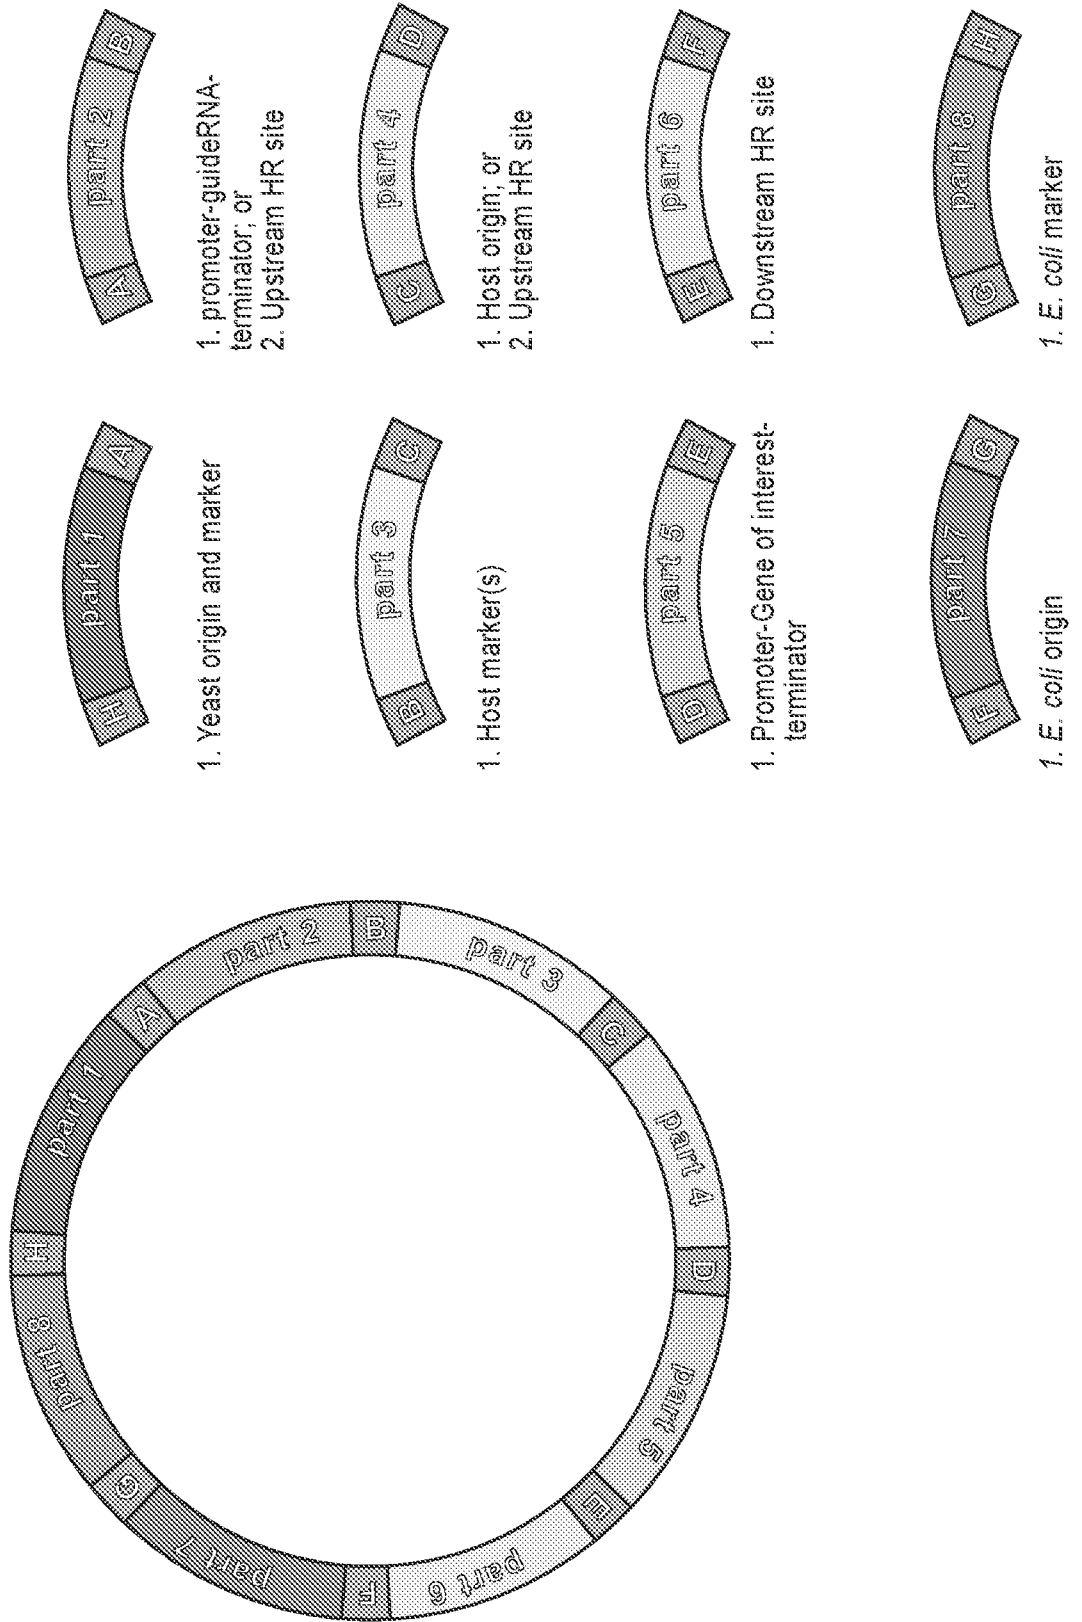 part 1
A
part 2
B
part 3
C
part 4
D
part 5
E
part 6
F
part 7
G
part 8
H
H part 1 A
1. Yeast origin and marker
A part 2 B
1. promoter-guideRNA-
terminator; or
2. Upstream HR site
B part 3 C
1. Host marker(s)
C part 4 D
1. Host origin; or
2. Upstream HR site
D part 5 E
1. Promoter-Gene of interest-
terminator
E part 6 F
1. Downstream HR site
F part 7 G
1. E. coli origin
G part 8 H
1. E. coli marker